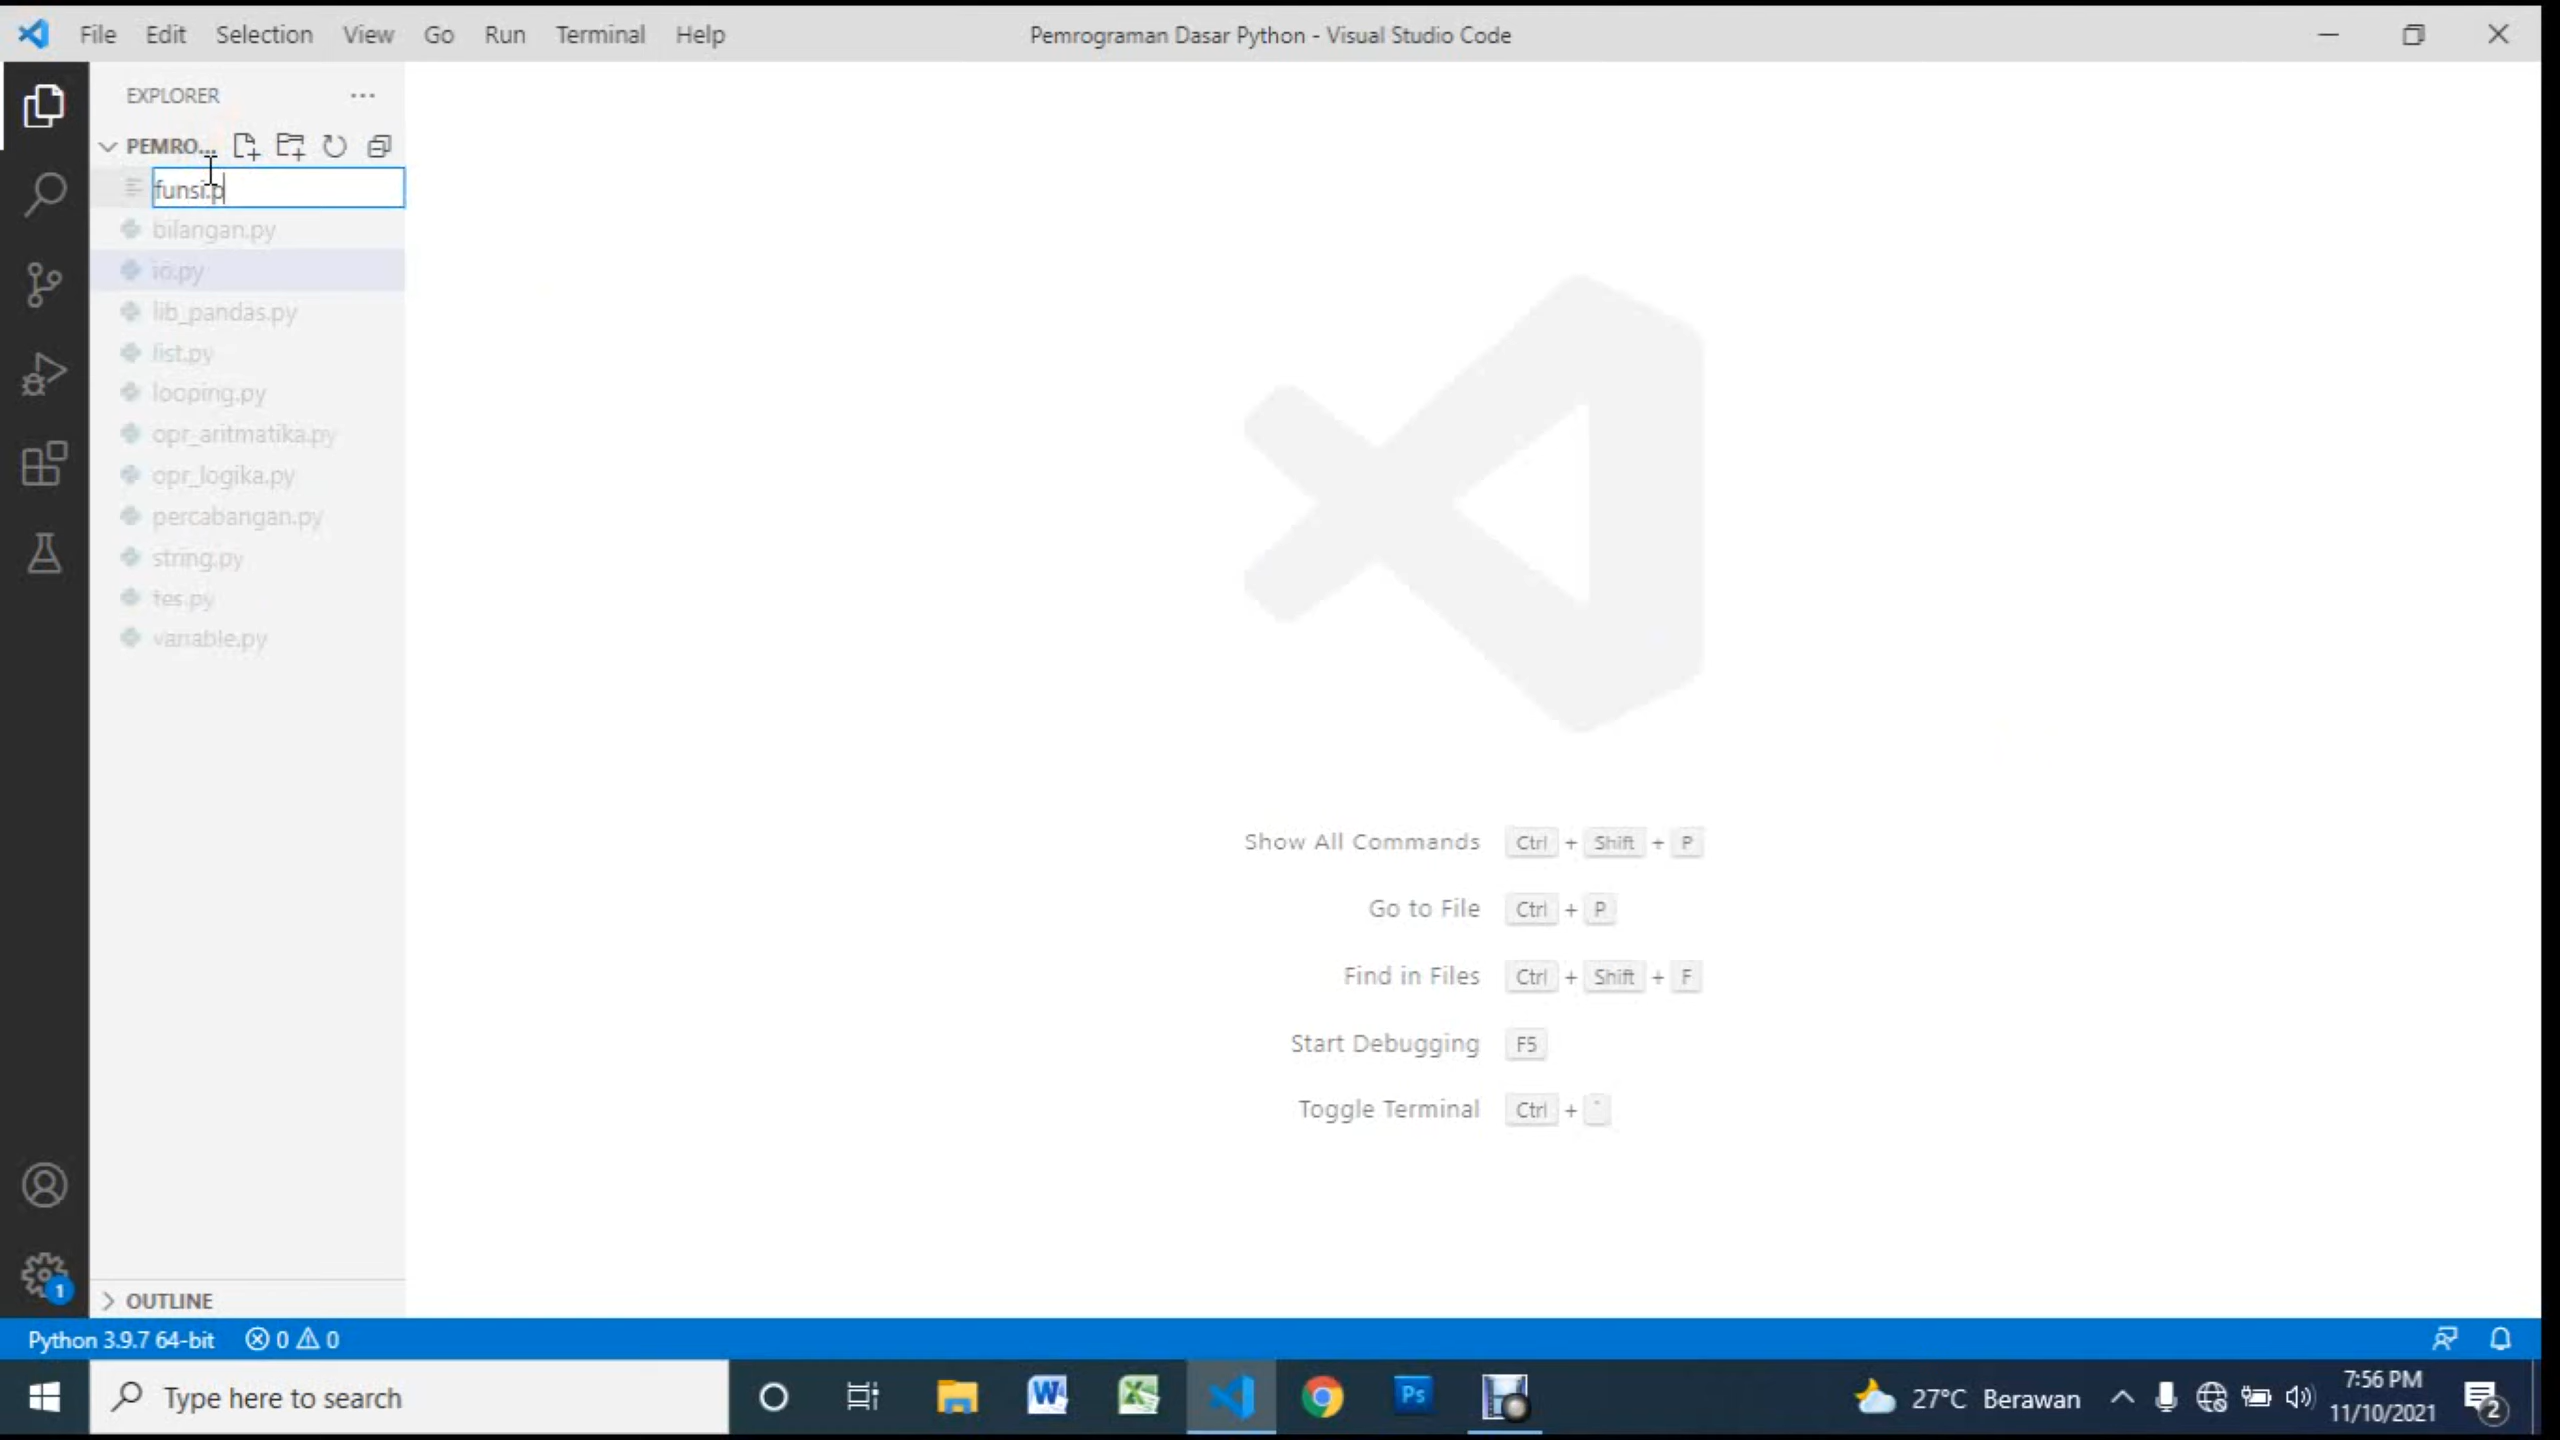 File Edit Selection View Go Run Terminal Help
Pemrograman Dasar Python - Visual Studio Code
EXPLORER ...
PEMRO...
funsi.p
bilangan.py
io.py
lib_pandas.py
list.py
looping.py
opr_aritmatika.py
opr_logika.py
percabangan.py
string.py
tes.py
variable.py
Show All Commands Ctrl + Shift + P
Go to File Ctrl + P
Find in Files Ctrl + Shift + F
Start Debugging F5
Toggle Terminal Ctrl + `
1
OUTLINE
Python 3.9.7 64-bit 0 0
Type here to search
W
X
Ps
27°C Berawan
7:56 PM
11/10/2021
2